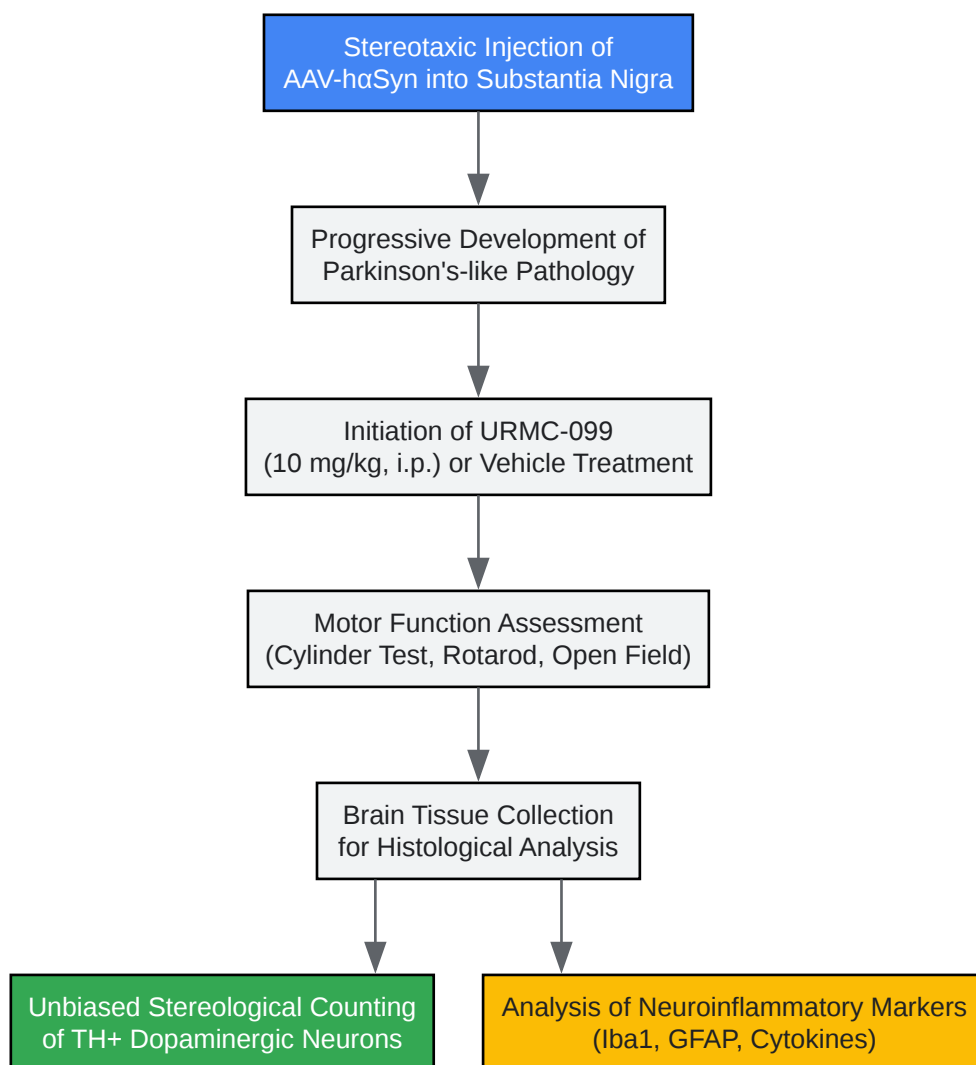 Stereotaxic Injection of
AAV-hαSyn into Substantia Nigra
Progressive Development of
Parkinson's-like Pathology
Initiation of URMC-099
(10 mg/kg, i.p.) or Vehicle Treatment
Motor Function Assessment
(Cylinder Test, Rotarod, Open Field)
Brain Tissue Collection
for Histological Analysis
Unbiased Stereological Counting
of TH+ Dopaminergic Neurons
Analysis of Neuroinflammatory Markers
(Iba1, GFAP, Cytokines)